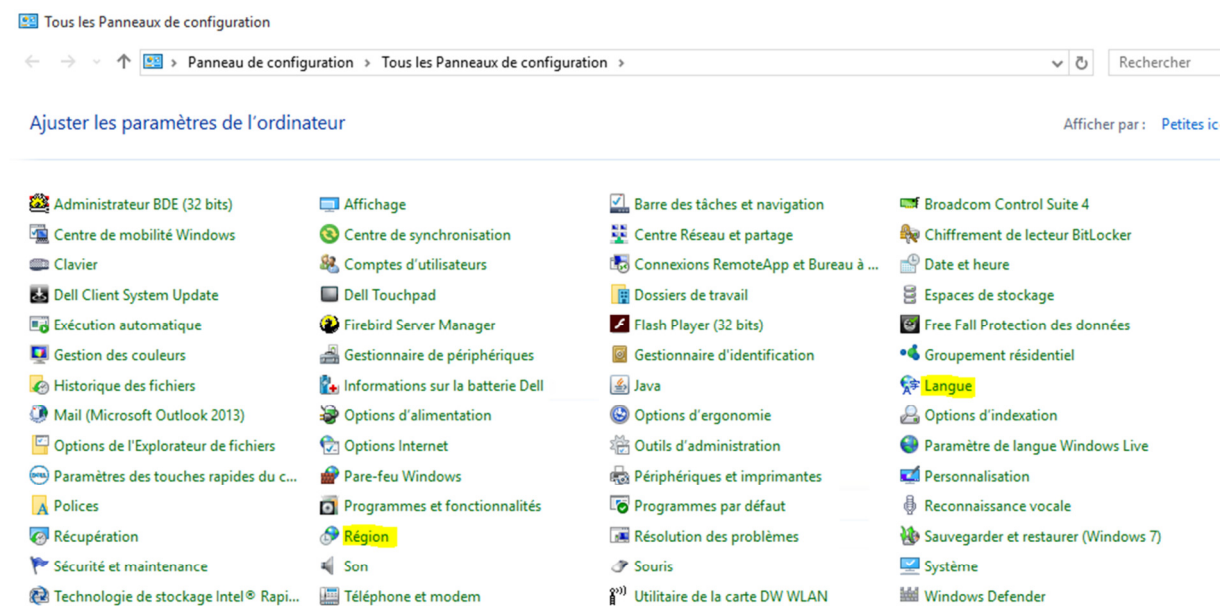 Tous les Panneaux de configuration
Panneau de configuration > Tous les Panneaux de configuration >
Rechercher
Ajuster les paramètres de l'ordinateur
Afficher par : Petites ic
Administrateur BDE (32 bits)
Affichage
Barre des tâches et navigation
Broadcom Control Suite 4
Centre de mobilité Windows
Centre de synchronisation
Centre Réseau et partage
Chiffrement de lecteur BitLocker
Clavier
Comptes d'utilisateurs
Connexions RemoteApp et Bureau à ...
Date et heure
Dell Client System Update
Dell Touchpad
Dossiers de travail
Espaces de stockage
Exécution automatique
Firebird Server Manager
Flash Player (32 bits)
Free Fall Protection des données
Gestion des couleurs
Gestionnaire de périphériques
Gestionnaire d'identification
Groupement résidentiel
Historique des fichiers
Informations sur la batterie Dell
Java
Langue
Mail (Microsoft Outlook 2013)
Options d'alimentation
Options d'ergonomie
Options d'indexation
Options de l'Explorateur de fichiers
Options Internet
Outils d'administration
Paramètre de langue Windows Live
Paramètres des touches rapides du c...
Pare-feu Windows
Périphériques et imprimantes
Personnalisation
Polices
Programmes et fonctionnalités
Programmes par défaut
Reconnaissance vocale
Récupération
Région
Résolution des problèmes
Sauvegarder et restaurer (Windows 7)
Sécurité et maintenance
Son
Souris
Système
Technologie de stockage Intel® Rapi...
Téléphone et modem
Utilitaire de la carte DW WLAN
Windows Defender